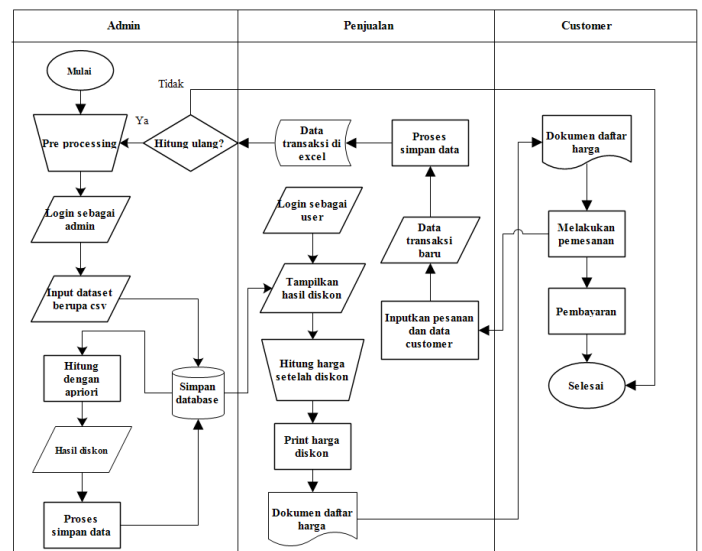 Admin
Penjualan
Customer
Mulai
Tidak
Ya
Pre processing
Hitung ulang?
Data
transaksi di
excel
Proses
simpan data
Dokumen daftar
harga
Login sebagai
admin
Login sebagai
user
Data
transaksi
baru
Melakukan
pemesanan
Input dataset
berupa csv
Tampilkan
hasil diskon
Inputkan pesanan
dan data
customer
Pembayaran
Hitung
dengan
apriori
Simpan
database
Hitung harga
setelah diskon
Selesai
Hasil diskon
Print harga
diskon
Proses
simpan data
Dokumen daftar
harga